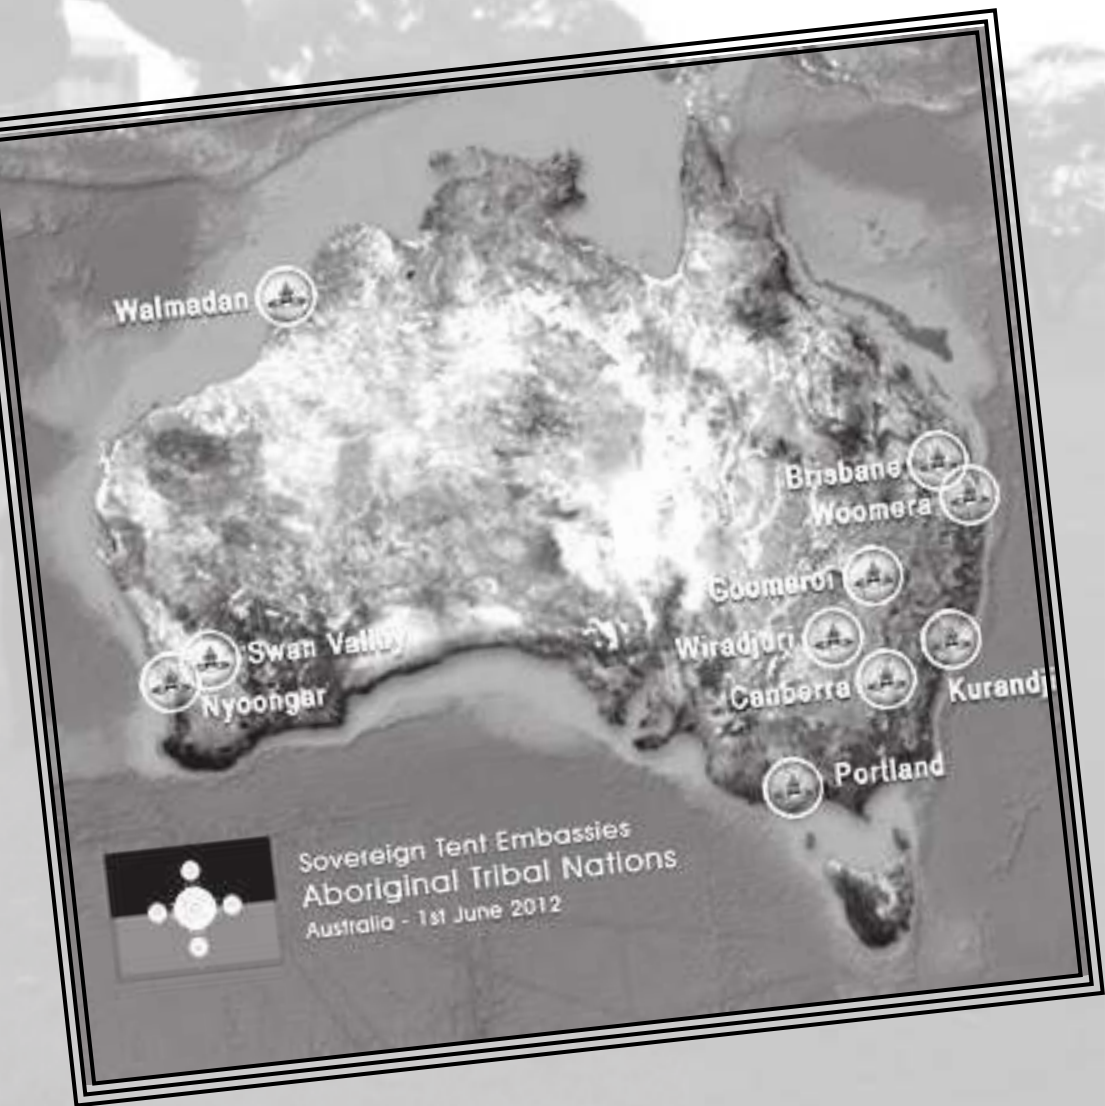 Walmadan
Brisbane
Woomera
Goomeroi
Wiradjuri
Swan Valley
Canberra
Kurandji
Nyoongar
Portland
Sovereign Tent Embassies
Aboriginal Tribal Nations
Australia - 1st June 2012